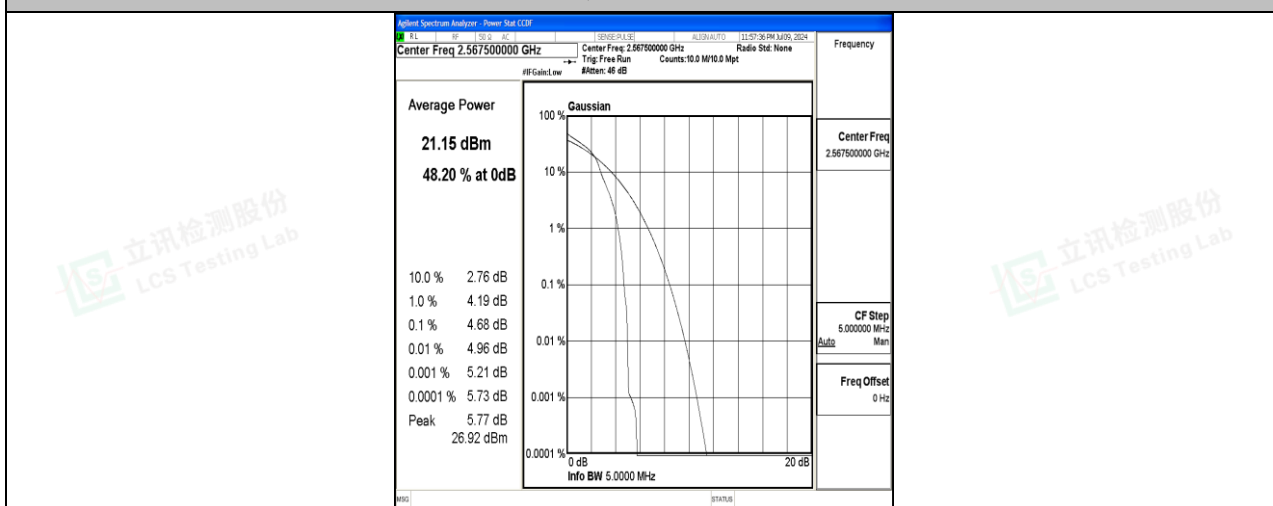 Agilent Spectrum Analyzer - Power Stat CCDF
RL RF 50 Ω AC SENSE:PULSE ALIGNAUTO 11:57:36 PM Jul 09, 2024
Center Freq 2.567500000 GHz
Center Freq: 2.567500000 GHz Radio Std: None
Trig: Free Run Counts:10.0 M/10.0 Mpt
#IFGain:Low #Atten: 46 dB
Frequency
Average Power
21.15 dBm
48.20 % at 0dB
10.0 % 2.76 dB
1.0 % 4.19 dB
0.1 % 4.68 dB
0.01 % 4.96 dB
0.001 % 5.21 dB
0.0001 % 5.73 dB
Peak 5.77 dB
26.92 dBm
Gaussian
100 %
10 %
1 %
0.1 %
0.01 %
0.001 %
0.0001 %
0 dB 20 dB
Info BW 5.0000 MHz
Center Freq
2.567500000 GHz
CF Step
5.000000 MHz
Auto Man
Freq Offset
0 Hz
MSG STATUS
立讯检测股份
LCS Testing Lab
立讯检测股份
LCS Testing Lab